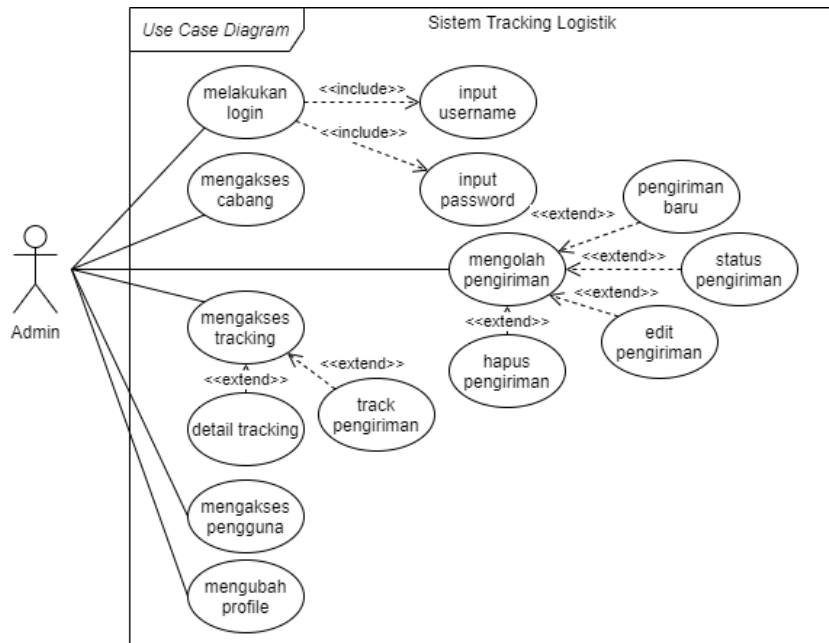 Use Case Diagram
Sistem Tracking Logistik
melakukan
login
<<include>>
input
username
<<include>>
mengakses
cabang
input
password
pengiriman
baru
<<extend>>
mengolah
pengiriman
<<extend>>
status
pengiriman
Admin
<<extend>>
mengakses
tracking
<<extend>>
edit
pengiriman
hapus
pengiriman
<<extend>>
<<extend>>
detail tracking
track
pengiriman
mengakses
pengguna
mengubah
profile